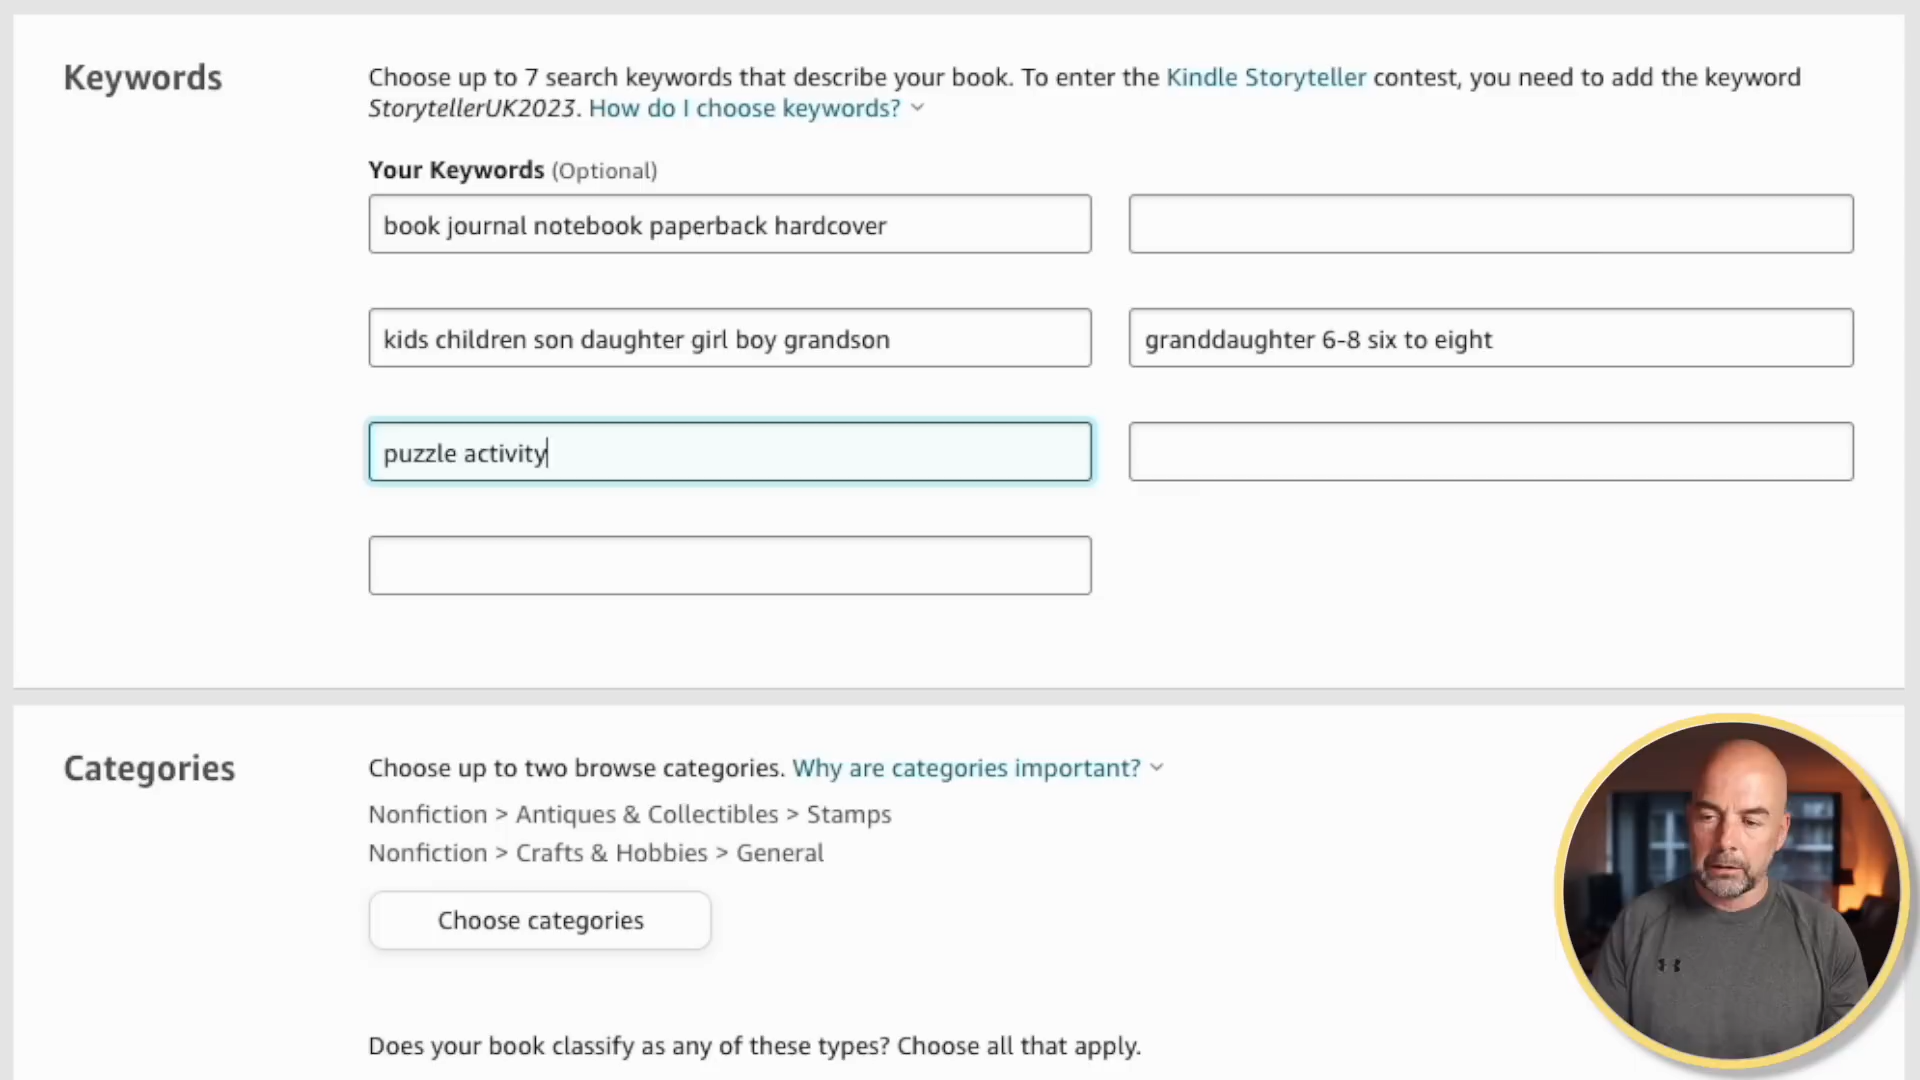 Keywords
Choose up to 7 search keywords that describe your book. To enter the Kindle Storyteller contest, you need to add the keyword
StorytellerUK2023. How do I choose keywords?
Your Keywords (Optional)
book journal notebook paperback hardcover
kids children son daughter girl boy grandson
granddaughter 6-8 six to eight
puzzle activity
Categories
Choose up to two browse categories. Why are categories important?
Nonfiction > Antiques & Collectibles > Stamps
Nonfiction > Crafts & Hobbies > General
Choose categories
Does your book classify as any of these types? Choose all that apply.